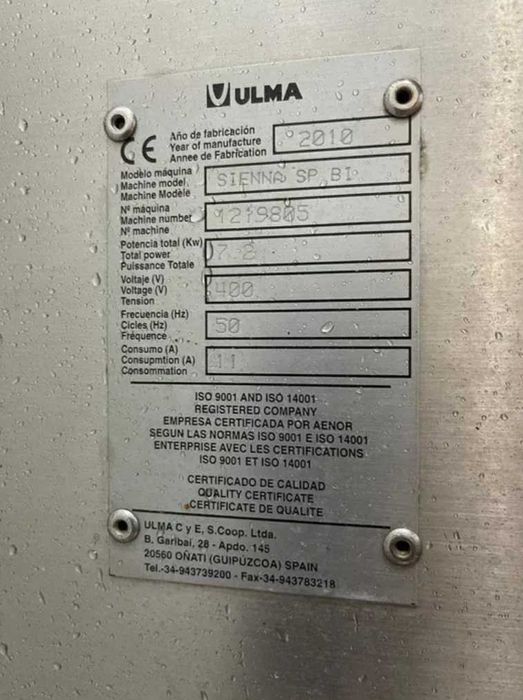 ULMA
CE
Año de fabricación
Year of manufacture
Annee de Fabrication
2010
Modelo máquina
Machine model
Machine Modèle
SIENNA SP BI
Nº máquina
Machine number
Nº machine
1219805
Potencia total (Kw)
Total power
Puissance Totale
7.2
Voltaje (V)
Voltage (V)
Tension
400
Frecuencia (Hz)
Cicles (Hz)
Fréquence
50
Consumo (A)
Consupmtion (A)
Consommation
11
ISO 9001 AND ISO 14001
REGISTERED COMPANY
EMPRESA CERTIFICADA POR AENOR
SEGUN LAS NORMAS ISO 9001 E ISO 14001
ENTERPRISE AVEC LES CERTIFICATIONS
ISO 9001 ET ISO 14001
CERTIFICADO DE CALIDAD
QUALITY CERTIFICATE
CERTIFICATE DE QUALITE
ULMA C y E, S.Coop. Ltda.
B. Garibai, 28 - Apdo. 145
20560 OÑATI (GUIPÚZCOA) SPAIN
Tel.-34-943739200 - Fax-34-943783218